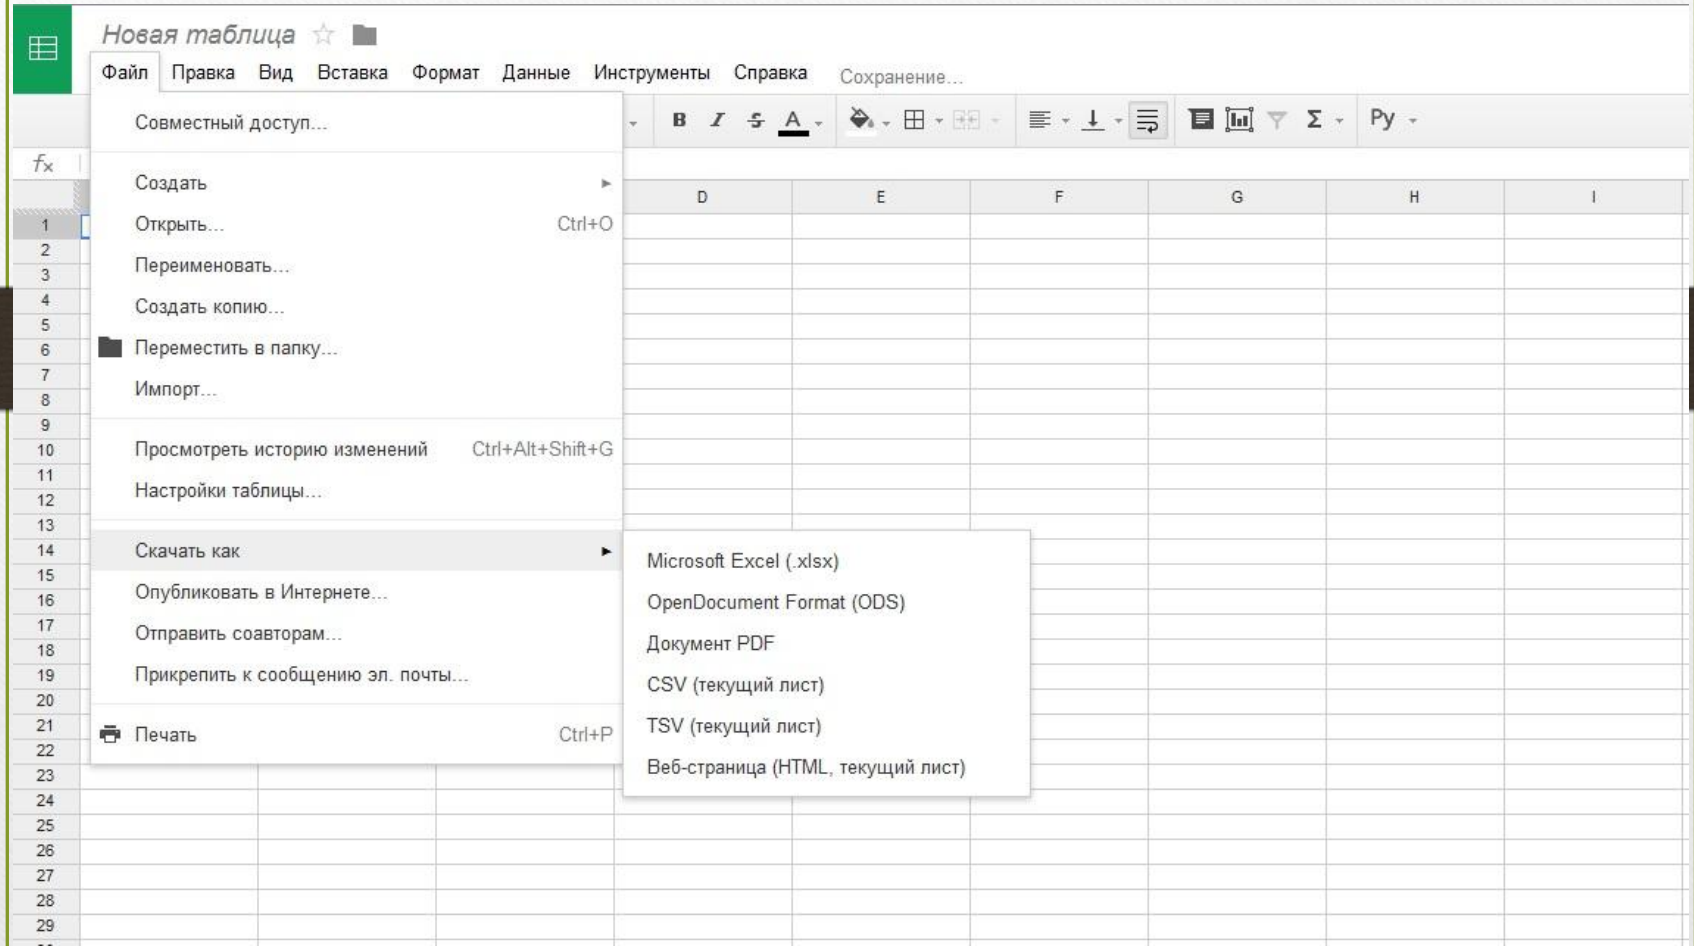 Новая таблица
Файл Правка Вид Вставка Формат Данные Инструменты Справка Сохранение...
Совместный доступ...
B I S A Σ Ру
fx
Создать
D E F G H I
Открыть... Ctrl+O
Переименовать...
Создать копию...
Переместить в папку...
Импорт...
Просмотреть историю изменений Ctrl+Alt+Shift+G
Настройки таблицы...
Скачать как
Опубликовать в Интернете...
Отправить соавторам...
Прикрепить к сообщению эл. почты...
Печать Ctrl+P
Microsoft Excel (.xlsx)
OpenDocument Format (ODS)
Документ PDF
CSV (текущий лист)
TSV (текущий лист)
Веб-страница (HTML, текущий лист)
1
2
3
4
5
6
7
8
9
10
11
12
13
14
15
16
17
18
19
20
21
22
23
24
25
26
27
28
29